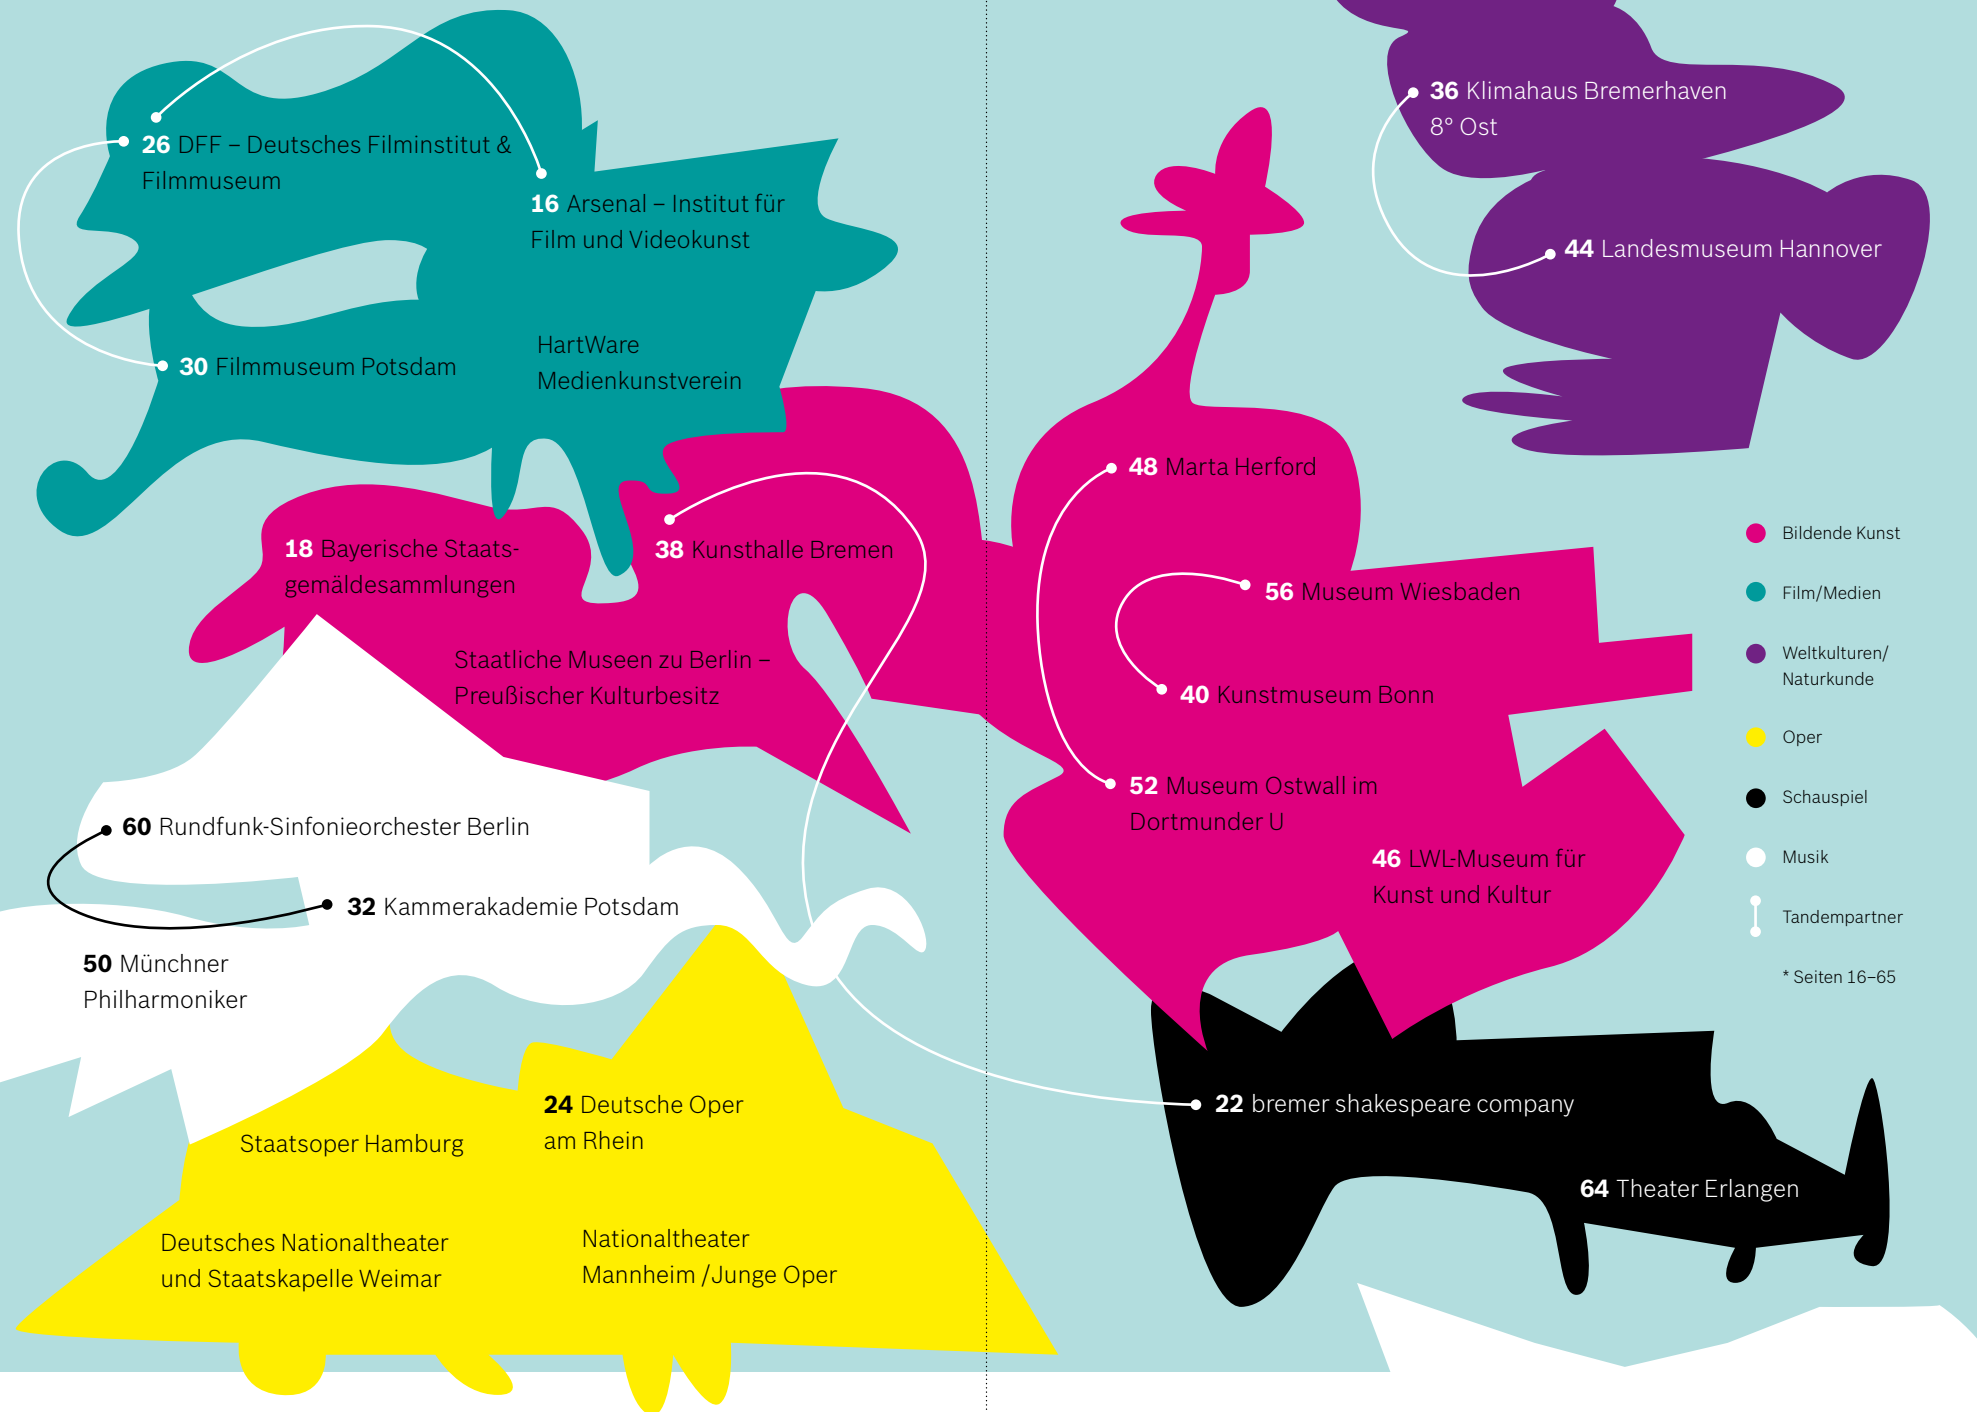 26 DFF – Deutsches Filminstitut &
Filmmuseum
16 Arsenal – Institut für
Film und Videokunst
30 Filmmuseum Potsdam
HartWare
Medienkunstverein
18 Bayerische Staats-
gemäldesammlungen
38 Kunsthalle Bremen
Staatliche Museen zu Berlin –
Preußischer Kulturbesitz
60 Rundfunk-Sinfonieorchester Berlin
32 Kammerakademie Potsdam
50 Münchner
Philharmoniker
24 Deutsche Oper
am Rhein
Staatsoper Hamburg
Deutsches Nationaltheater
und Staatskapelle Weimar
Nationaltheater
Mannheim /Junge Oper
36 Klimahaus Bremerhaven
8° Ost
44 Landesmuseum Hannover
48 Marta Herford
56 Museum Wiesbaden
40 Kunstmuseum Bonn
52 Museum Ostwall im
Dortmunder U
46 LWL-Museum für
Kunst und Kultur
22 bremer shakespeare company
64 Theater Erlangen
Bildende Kunst
Film/Medien
Weltkulturen/
Naturkunde
Oper
Schauspiel
Musik
Tandempartner
* Seiten 16–65